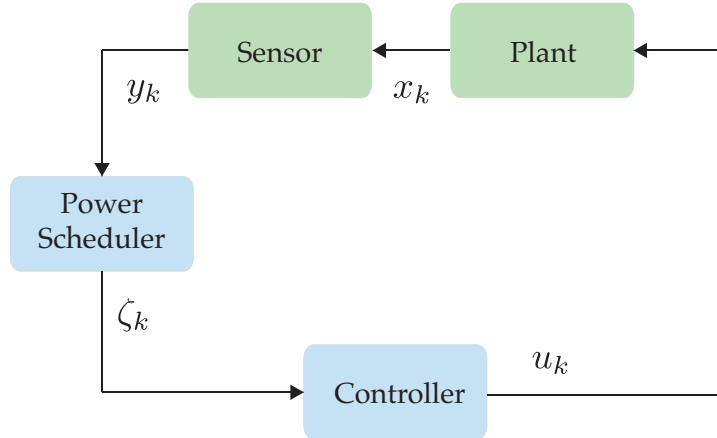 Sensor
Plant
y_k
x_k
Power
Scheduler
ζ_k
Controller
u_k